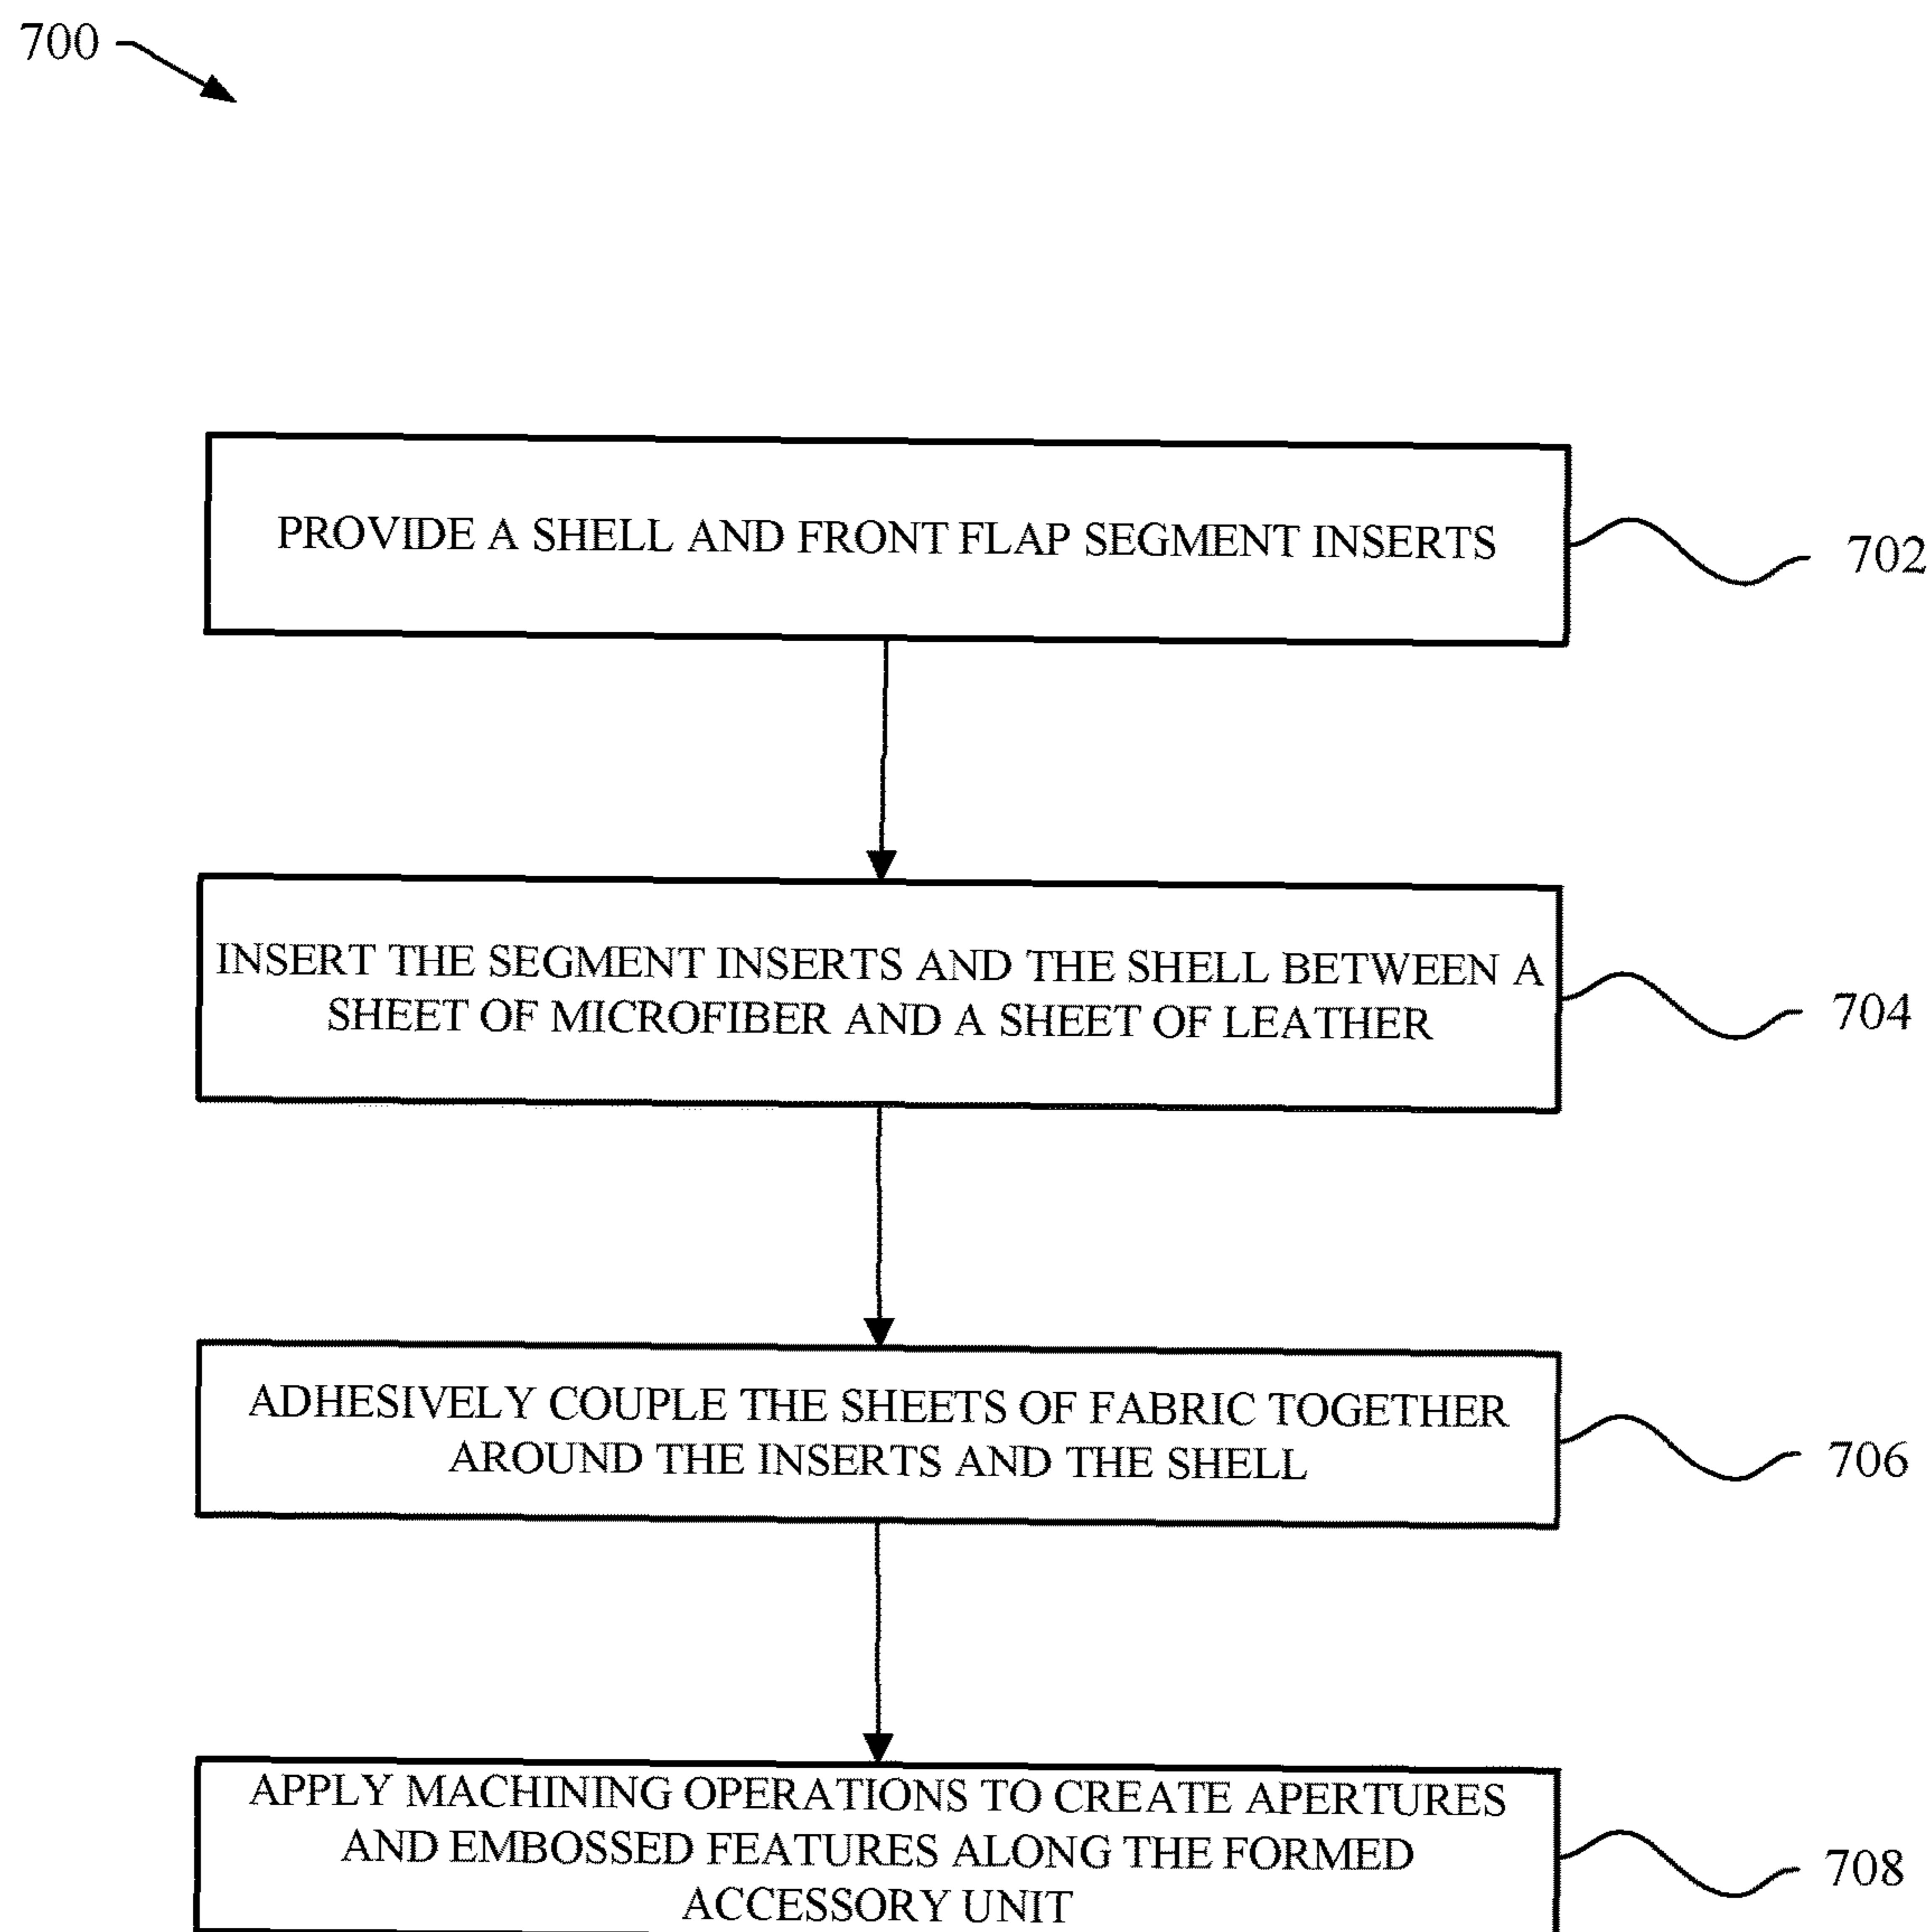 700
PROVIDE A SHELL AND FRONT FLAP SEGMENT INSERTS
702
INSERT THE SEGMENT INSERTS AND THE SHELL BETWEEN A
SHEET OF MICROFIBER AND A SHEET OF LEATHER
704
ADHESIVELY COUPLE THE SHEETS OF FABRIC TOGETHER
AROUND THE INSERTS AND THE SHELL
706
APPLY MACHINING OPERATIONS TO CREATE APERTURES
AND EMBOSSED FEATURES ALONG THE FORMED
ACCESSORY UNIT
708